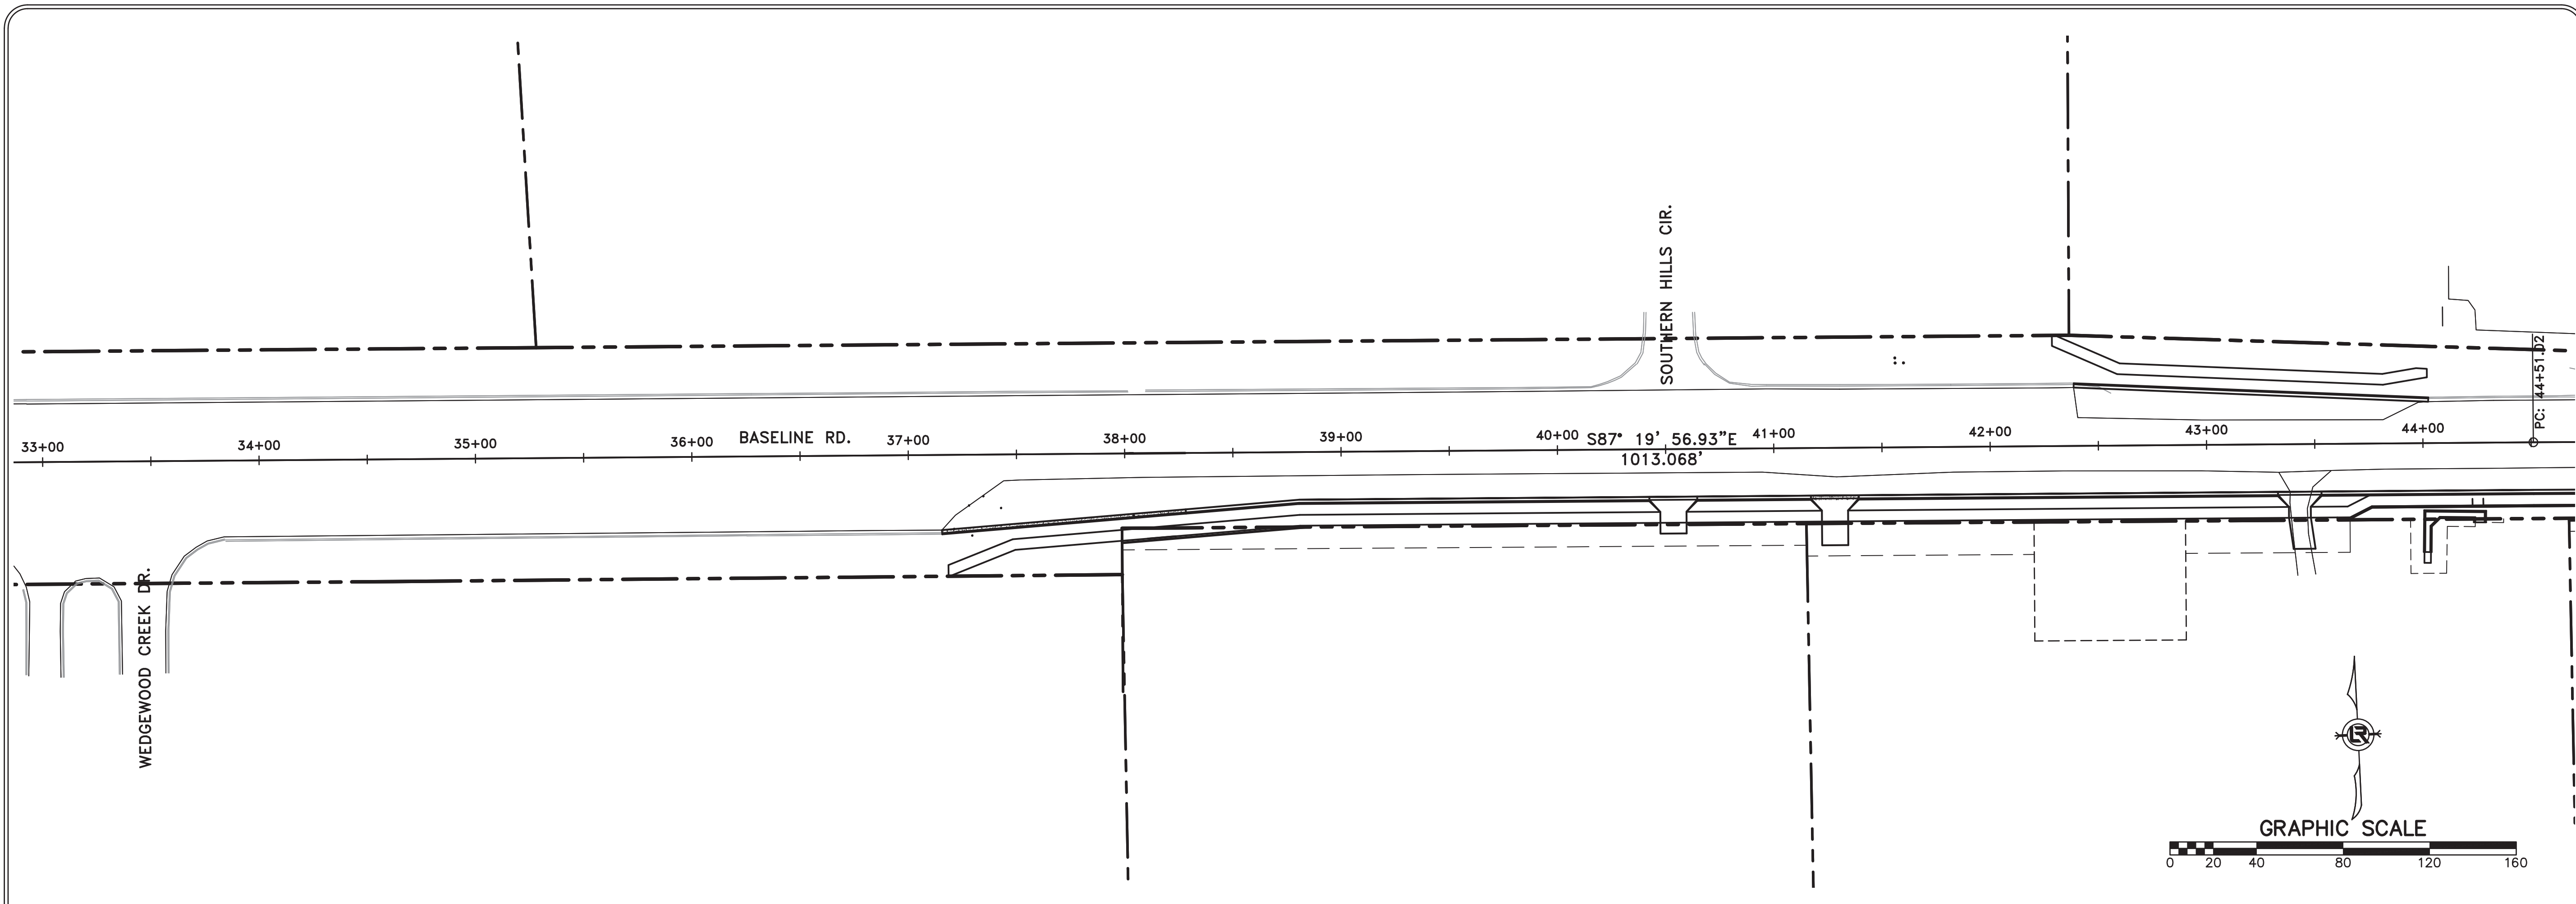 SOUTHERN HILLS CIR.
PC: 44+51.02
33+00
34+00
35+00
36+00
BASELINE RD.
37+00
38+00
39+00
40+00
S87° 19' 56.93"E
1013.068'
41+00
42+00
43+00
44+00
WEDGEWOOD CREEK DR.
LR
GRAPHIC SCALE
0 20 40 80 120 160